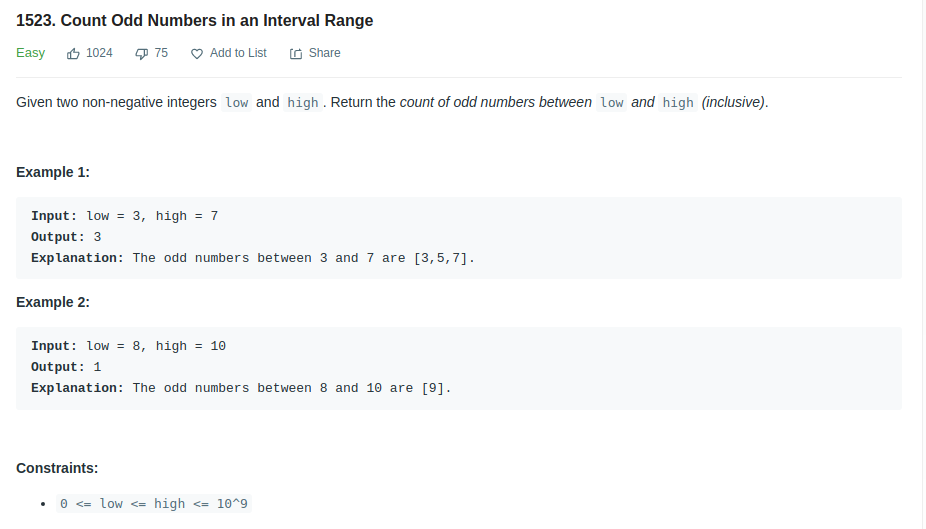 1523. Count Odd Numbers in an Interval Range
Easy 1024 75 Add to List Share
Given two non-negative integers low and high. Return the count of odd numbers between low and high (inclusive).
Example 1:
Input: low = 3, high = 7
Output: 3
Explanation: The odd numbers between 3 and 7 are [3,5,7].
Example 2:
Input: low = 8, high = 10
Output: 1
Explanation: The odd numbers between 8 and 10 are [9].
Constraints:
• 0 <= low <= high <= 10^9